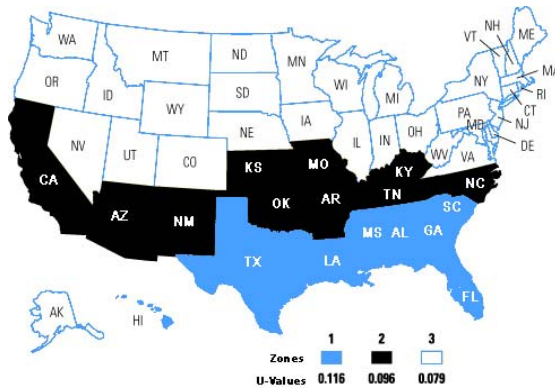 WA
MT
ND
MN
VT
NH
ME
OR
ID
WY
SD
WI
MI
NY
MA
RI
CT
NV
UT
CO
NE
IA
IL
IN
OH
PA
MD
NJ
DE
WV
VA
CA
AZ
NM
KS
MO
KY
OK
AR
TN
NC
SC
TX
LA
MS AL
GA
FL
AK
HI
1 2 3
Zones
U-Values 0.116 0.096 0.079